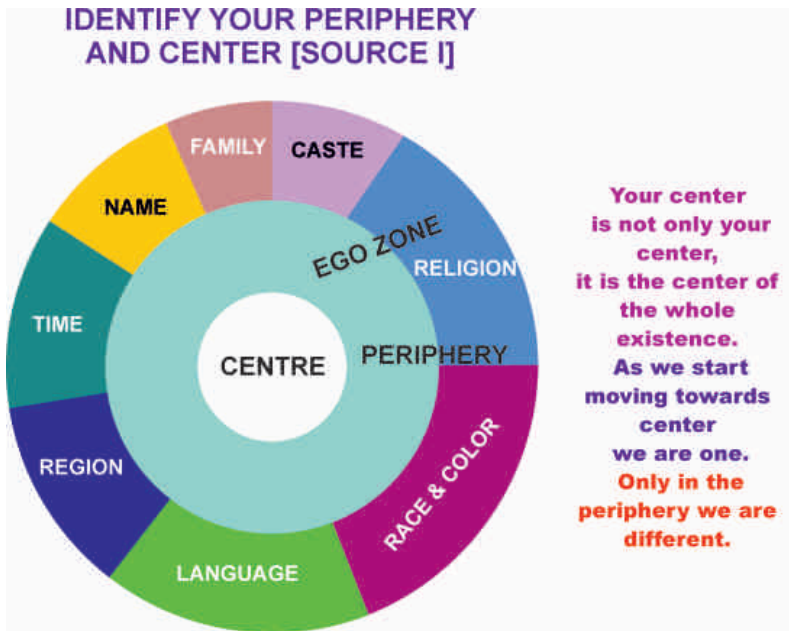 IDENTIFY YOUR PERIPHERY
AND CENTER [SOURCE I]
FAMILY
CASTE
NAME
EGO ZONE
RELIGION
TIME
CENTRE
PERIPHERY
REGION
RACE & COLOR
LANGUAGE
Your center
is not only your
center,
it is the center of
the whole
existence.
As we start
moving towards
center
we are one.
Only in the
periphery we are
different.